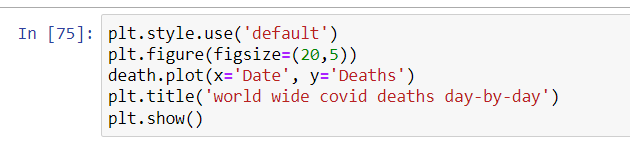 In [75]: plt.style.use('default')
plt.figure(figsize=(20,5))
death.plot(x='Date', y='Deaths')
plt.title('world wide covid deaths day-by-day')
plt.show()